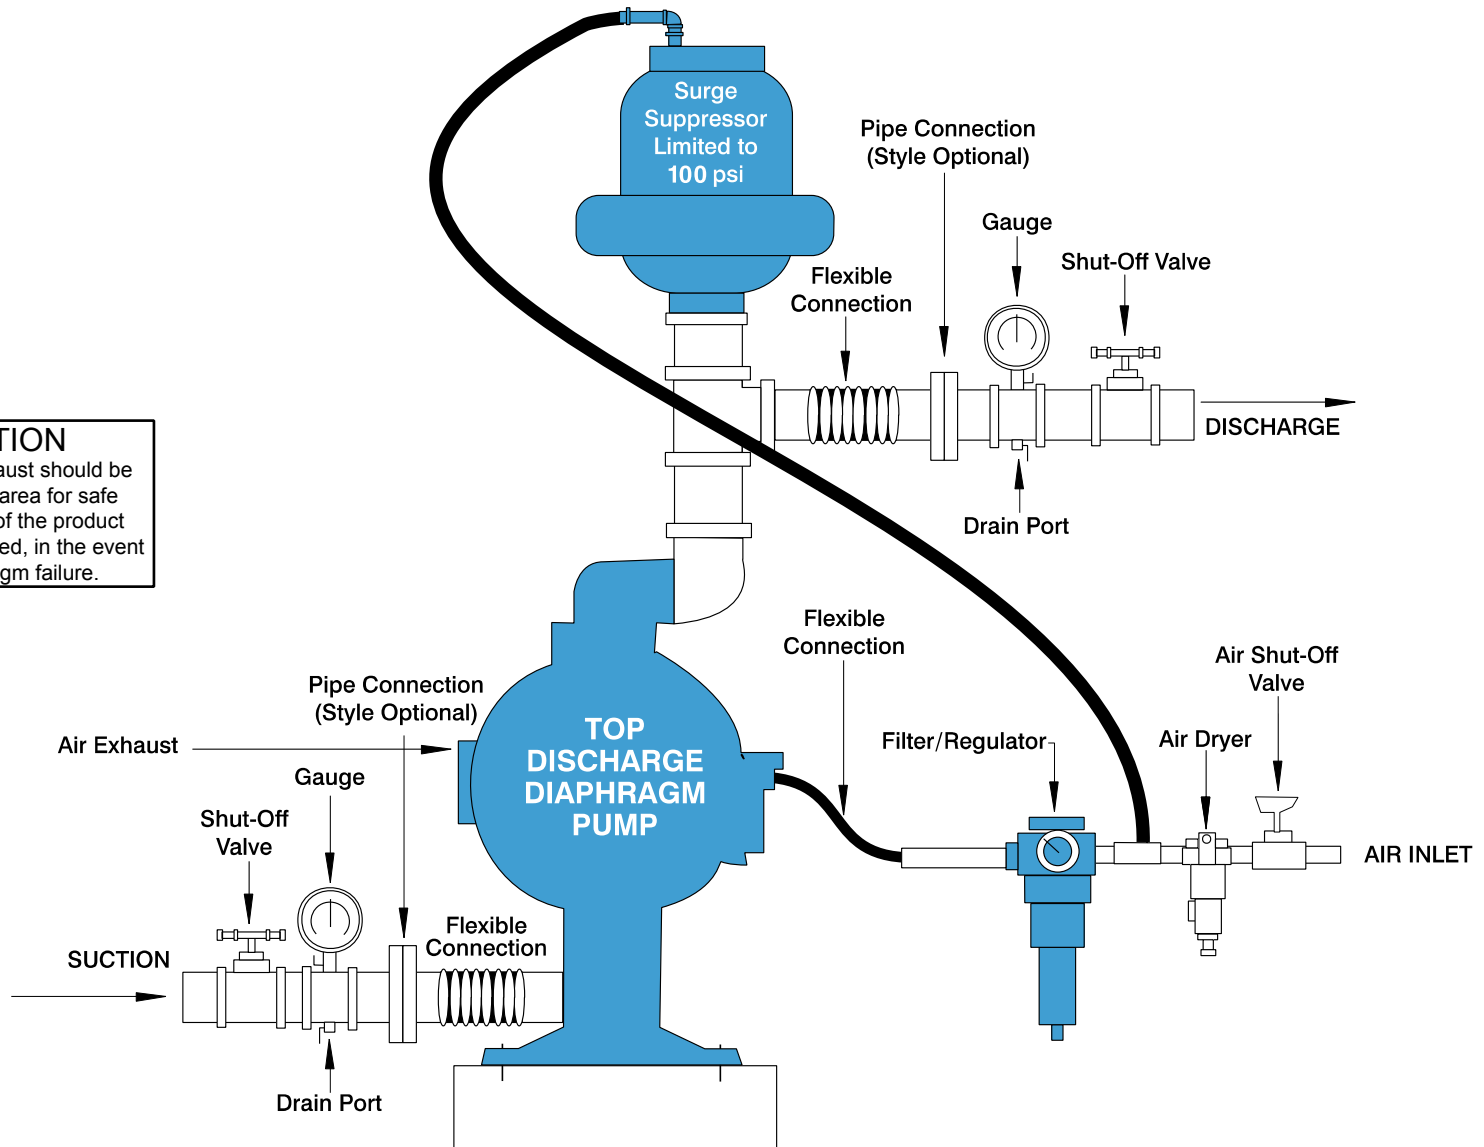 Surge
Suppressor
Limited to
100 psi
Pipe Connection
(Style Optional)
Gauge
Shut-Off Valve
Flexible
Connection
DISCHARGE
Drain Port
TION
aust should be
area for safe
of the product
ed, in the event
gm failure.
Flexible
Connection
Air Shut-Off
Valve
Pipe Connection
(Style Optional)
Air Exhaust
TOP
DISCHARGE
DIAPHRAGM
PUMP
Filter/Regulator
Air Dryer
Gauge
Shut-Off
Valve
AIR INLET
Flexible
Connection
SUCTION
Drain Port